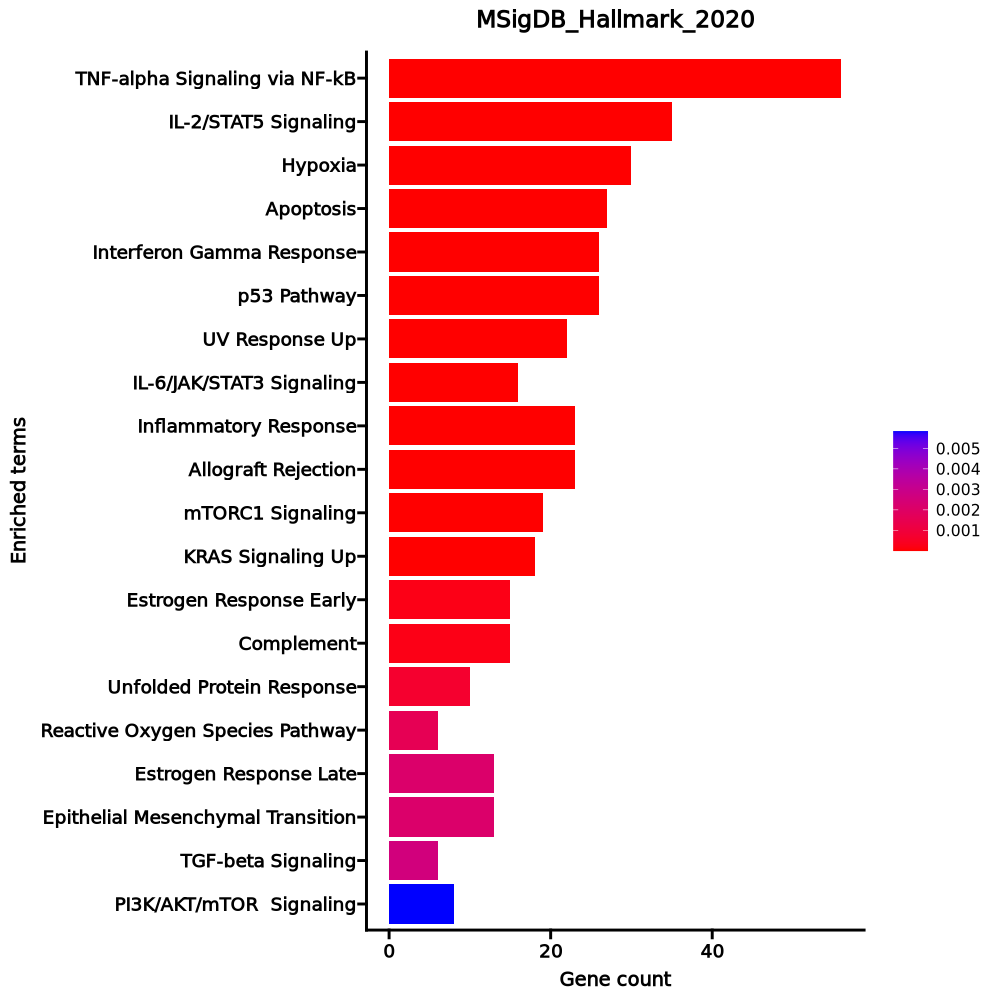 MSigDB_Hallmark_2020
Enriched terms
TNF-alpha Signaling via NF-kB
IL-2/STAT5 Signaling
Hypoxia
Apoptosis
Interferon Gamma Response
p53 Pathway
UV Response Up
IL-6/JAK/STAT3 Signaling
Inflammatory Response
Allograft Rejection
mTORC1 Signaling
KRAS Signaling Up
Estrogen Response Early
Complement
Unfolded Protein Response
Reactive Oxygen Species Pathway
Estrogen Response Late
Epithelial Mesenchymal Transition
TGF-beta Signaling
PI3K/AKT/mTOR  Signaling
0 20 40
Gene count
0.005
0.004
0.003
0.002
0.001